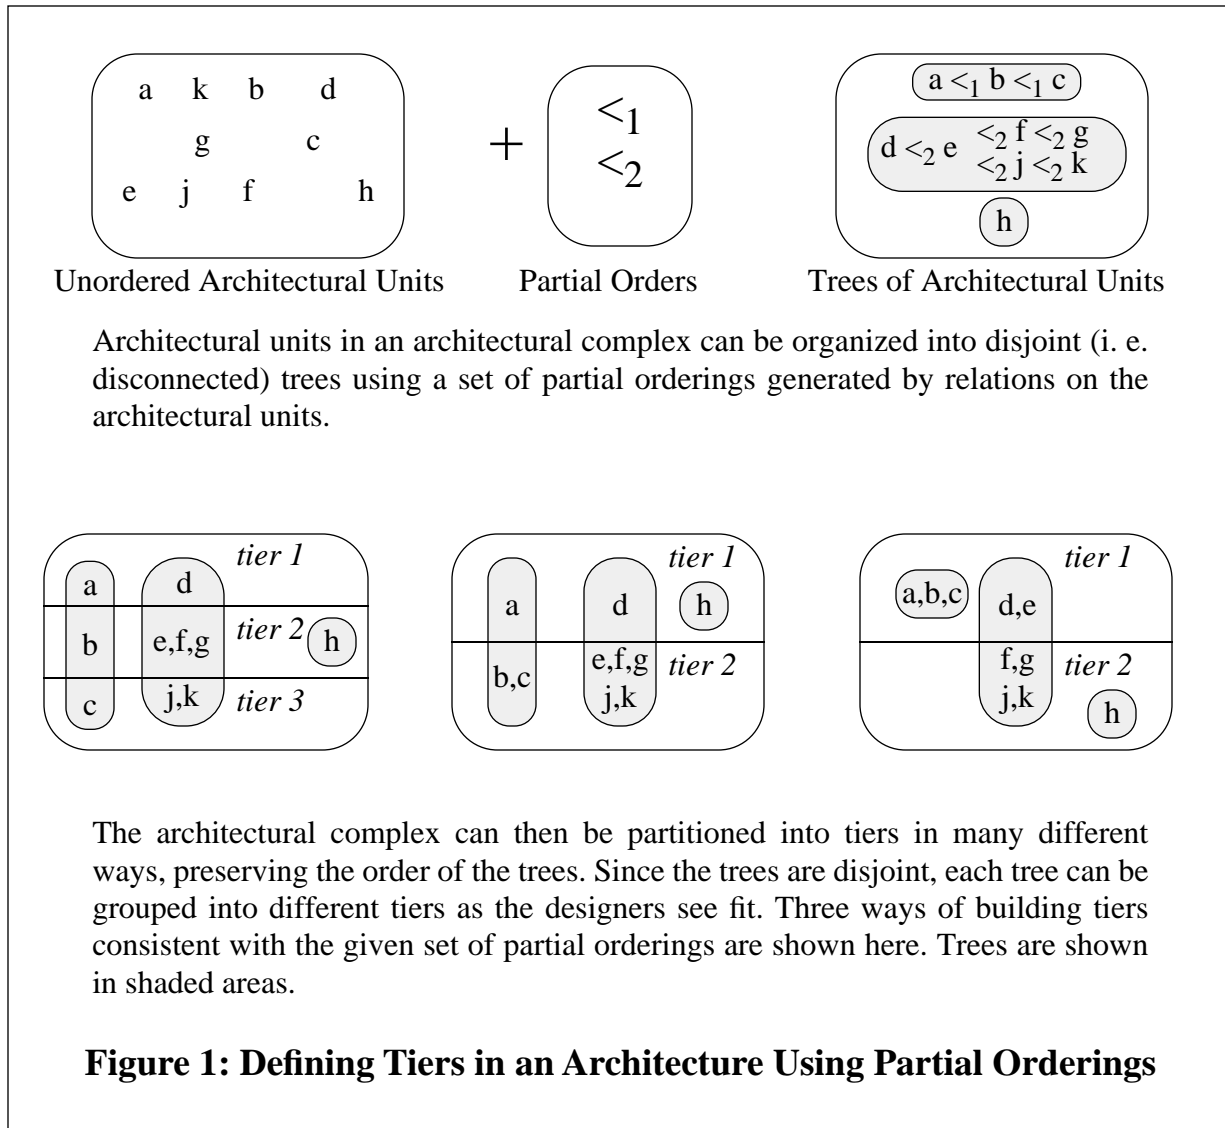 a k b d
g c
e j f h
Unordered Architectural Units
+
<1
<2
Partial Orders
a <1 b <1 c
d <2 e <2 f <2 g
<2 j <2 k
h
Trees of Architectural Units
Architectural units in an architectural complex can be organized into disjoint (i. e.
disconnected) trees using a set of partial orderings generated by relations on the
architectural units.
tier 1
a d
tier 2
b e,f,g h
c j,k tier 3
tier 1
a d h
b,c e,f,g tier 2
j,k
tier 1
a,b,c d,e
f,g tier 2
j,k
h
The architectural complex can then be partitioned into tiers in many different
ways, preserving the order of the trees. Since the trees are disjoint, each tree can be
grouped into different tiers as the designers see fit. Three ways of building tiers
consistent with the given set of partial orderings are shown here. Trees are shown
in shaded areas.
Figure 1: Defining Tiers in an Architecture Using Partial Orderings